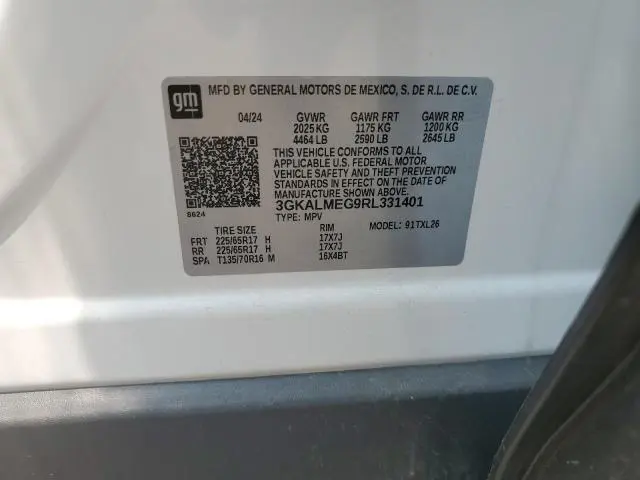 gm
MFD BY GENERAL MOTORS DE MEXICO, S. DE R.L. DE C.V.
04/24 GVWR GAWR FRT GAWR RR
2025 KG 1175 KG 1200 KG
4464 LB 2590 LB 2645 LB
THIS VEHICLE CONFORMS TO ALL
APPLICABLE U.S. FEDERAL MOTOR
VEHICLE SAFETY AND THEFT
PREVENTION STANDARDS IN
EFFECT ON THE DATE OF
MANUFACTURE SHOWN ABOVE.
8624
3GKALMEG9RL331401
TYPE: MPV MODEL: 91TXL26
TIRE SIZE RIM
FRT 225/65R17 H 17X7J
RR 225/65R17 H 17X7J
SPA T135/70R16 M 16X4BT